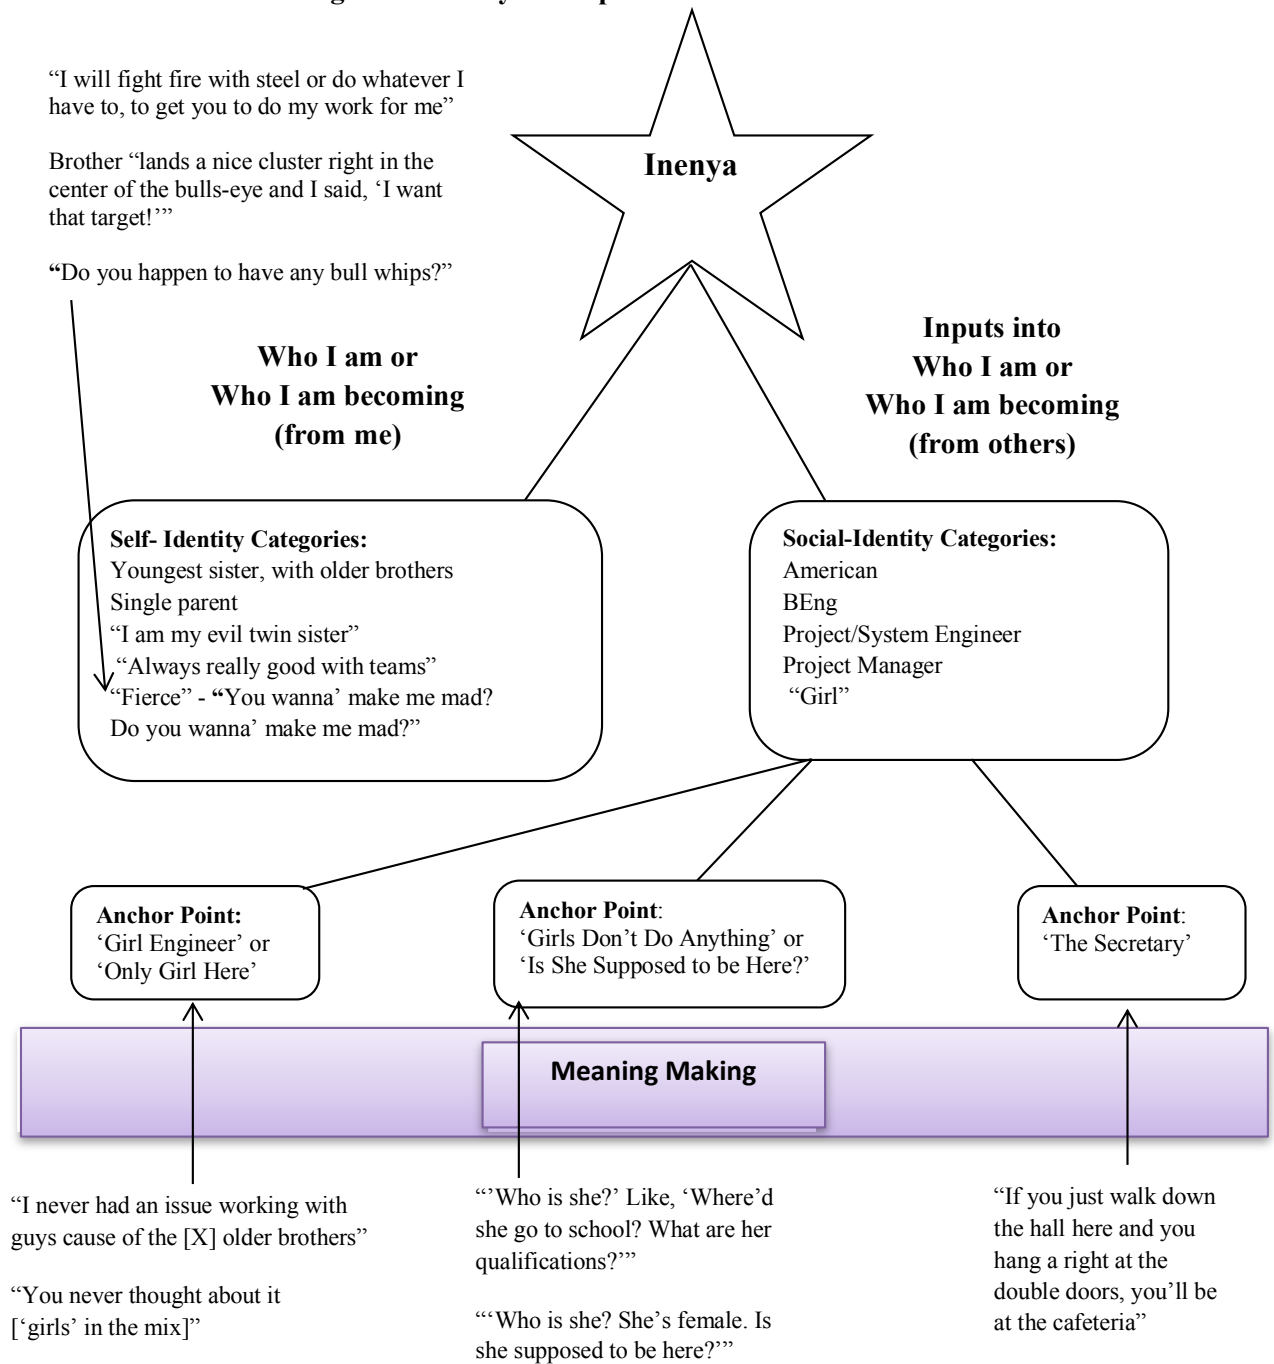 “I will fight fire with steel or do whatever I
have to, to get you to do my work for me”
Brother “lands a nice cluster right in the
center of the bulls-eye and I said, ‘I want
that target!’”
“Do you happen to have any bull whips?”
Inenya
Who I am or
Who I am becoming
(from me)
Inputs into
Who I am or
Who I am becoming
(from others)
Self- Identity Categories:
Youngest sister, with older brothers
Single parent
“I am my evil twin sister”
“Always really good with teams”
“Fierce” - “You wanna’ make me mad?
Do you wanna’ make me mad?”
Social-Identity Categories:
American
BEng
Project/System Engineer
Project Manager
“Girl”
Anchor Point:
‘Girl Engineer’ or
‘Only Girl Here’
Anchor Point:
‘Girls Don’t Do Anything’ or
‘Is She Supposed to be Here?’
Anchor Point:
‘The Secretary’
Meaning Making
“I never had an issue working with
guys cause of the [X] older brothers”
“You never thought about it
[‘girls’ in the mix]”
“’Who is she?’ Like, ‘Where’d
she go to school? What are her
qualifications?’”
“‘Who is she? She’s female. Is
she supposed to be here?’”
“If you just walk down
the hall here and you
hang a right at the
double doors, you’ll be
at the cafeteria”